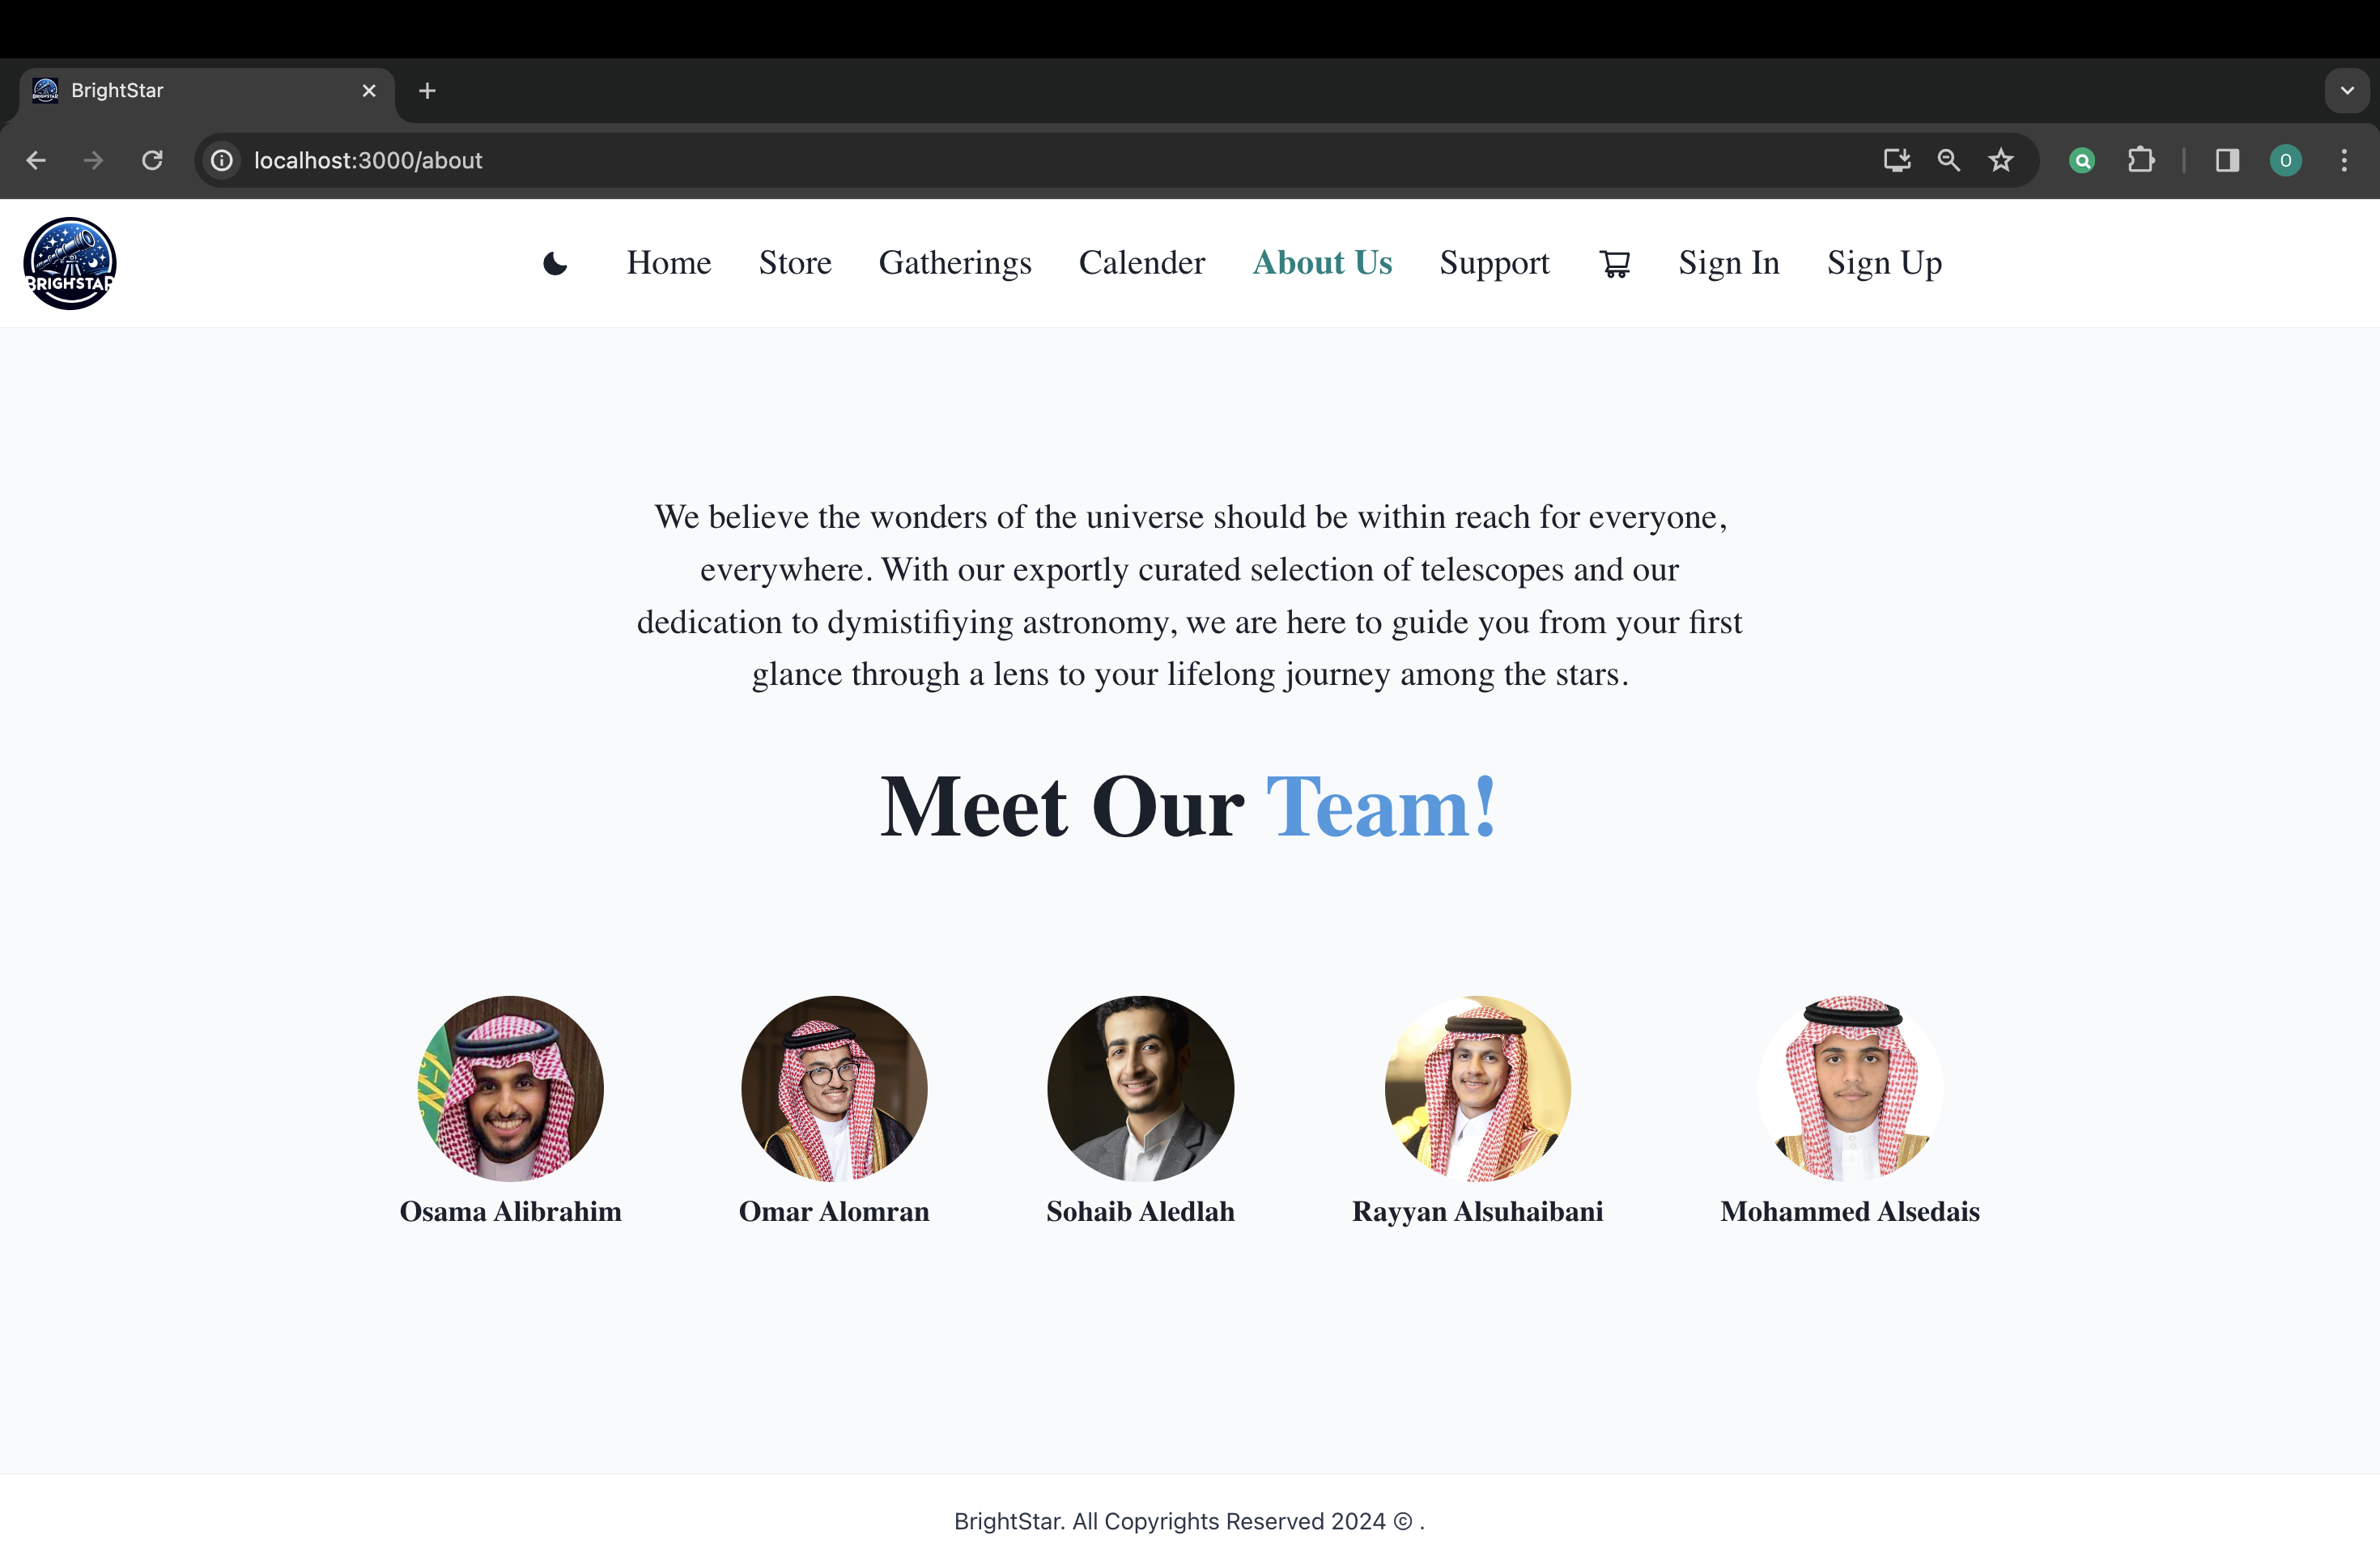 BrightStar
localhost:3000/about
BRIGHSTAR
Home Store Gatherings Calender About Us Support Sign In Sign Up
We believe the wonders of the universe should be within reach for everyone,
everywhere. With our exportly curated selection of telescopes and our
dedication to dymistifiying astronomy, we are here to guide you from your first
glance through a lens to your lifelong journey among the stars.
Meet Our Team!
Osama Alibrahim Omar Alomran Sohaib Aledlah Rayyan Alsuhaibani Mohammed Alsedais
BrightStar. All Copyrights Reserved 2024 © .